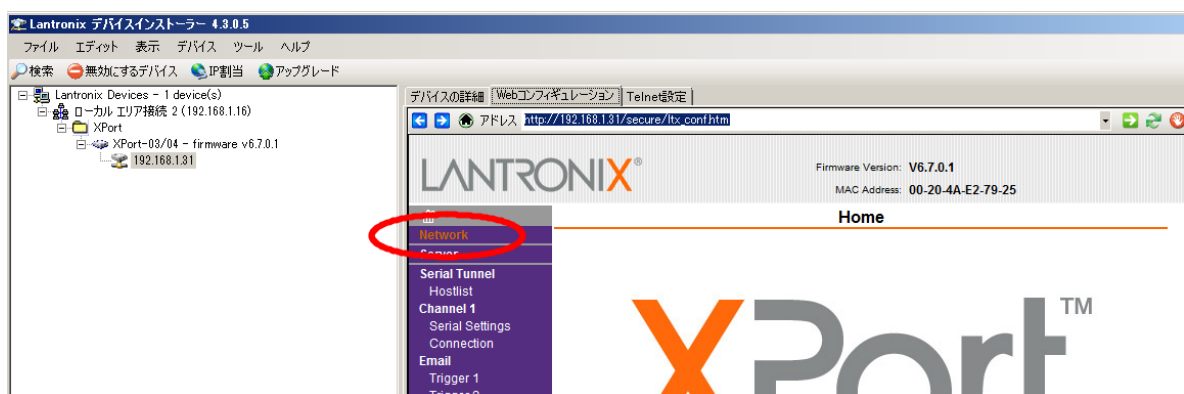 Lantronix デバイスインストーラー 4.3.0.5
ファイル エディット 表示 デバイス ツール ヘルプ
検索 無効にするデバイス IP割当 アップグレード
Lantronix Devices - 1 device(s)
ローカル エリア接続 2 (192.168.1.16)
XPort
XPort-03/04 - firmware v6.7.0.1
192.168.1.31
デバイスの詳細 Webコンフィギュレーション Telnet設定
アドレス http://192.168.1.31/secure/ltx_conf.htm
LANTRONIX®
Firmware Version: V6.7.0.1
MAC Address: 00-20-4A-E2-79-25
Home
Network
Server
Serial Tunnel
Hostlist
Channel 1
Serial Settings
Connection
Email
Trigger 1
Trigger 2
XPort™